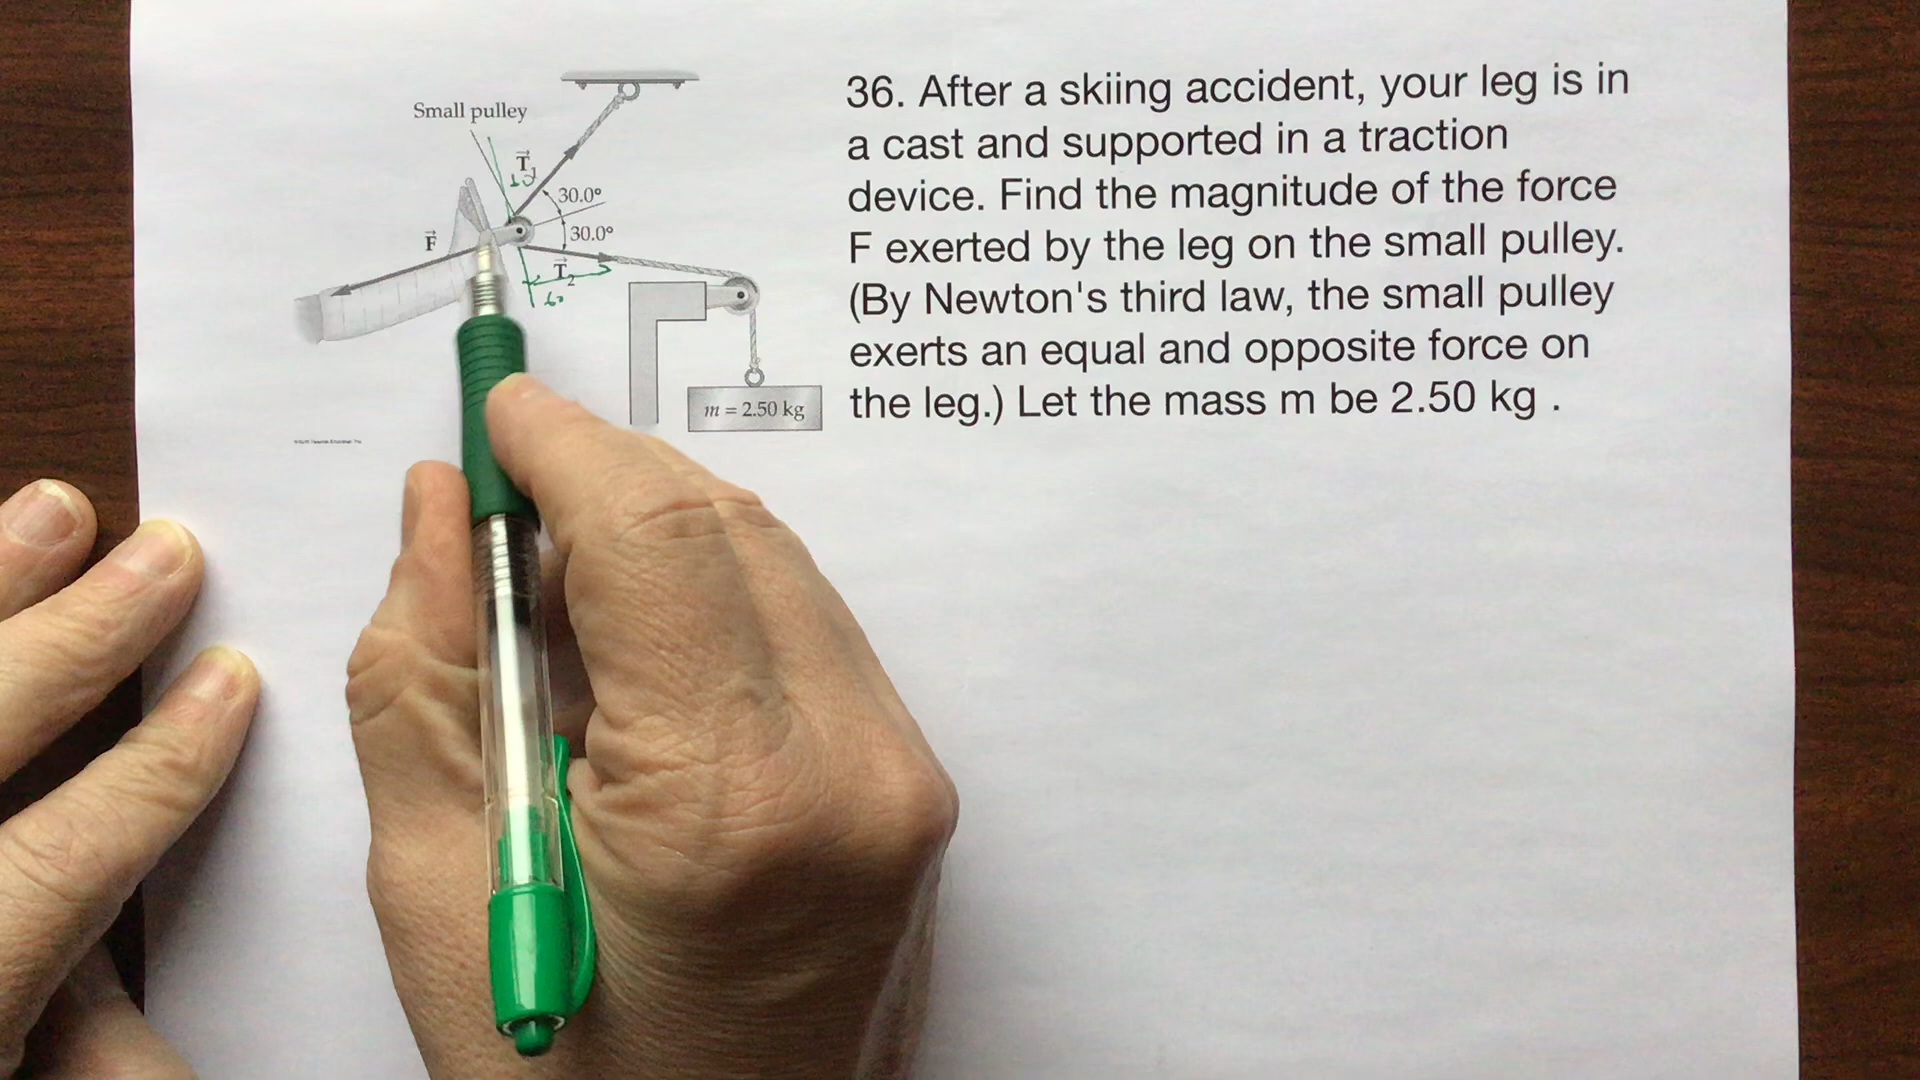 36. After a skiing accident, your leg is in
a cast and supported in a traction
device. Find the magnitude of the force
F exerted by the leg on the small pulley.
(By Newton's third law, the small pulley
exerts an equal and opposite force on
the leg.) Let the mass m be 2.50 kg .
Small pulley
T₁
30.0°
30.0°
F
T₂
60
m = 2.50 kg